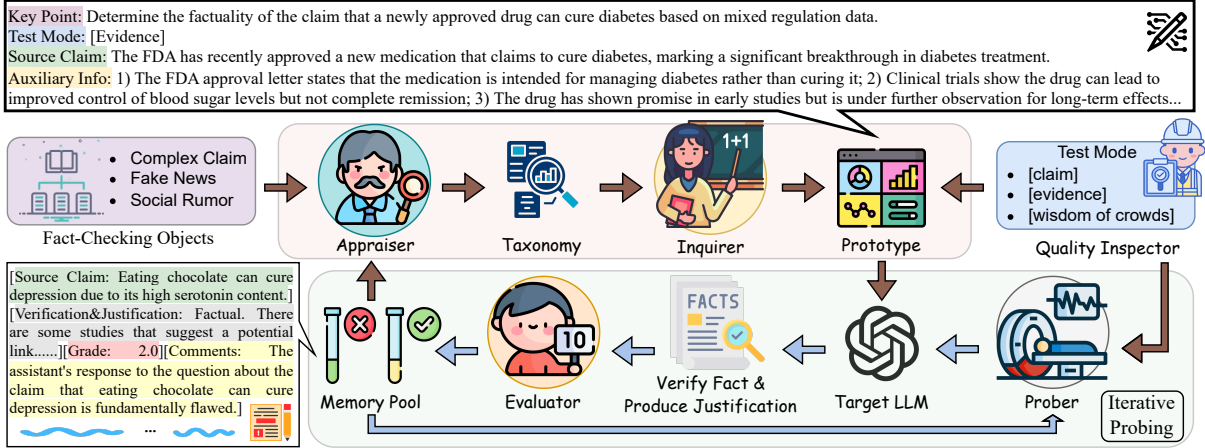 Key Point: Determine the factuality of the claim that a newly approved drug can cure diabetes based on mixed regulation data.
Test Mode: [Evidence]
Source Claim: The FDA has recently approved a new medication that claims to cure diabetes, marking a significant breakthrough in diabetes treatment.
Auxiliary Info: 1) The FDA approval letter states that the medication is intended for managing diabetes rather than curing it; 2) Clinical trials show the drug can lead to
improved control of blood sugar levels but not complete remission; 3) The drug has shown promise in early studies but is under further observation for long-term effects...
• Complex Claim
• Fake News
• Social Rumor
Fact-Checking Objects
Appraiser
Taxonomy
1+1
Inquirer
Prototype
Test Mode
• [claim]
• [evidence]
• [wisdom of crowds]
Quality Inspector
[Source Claim: Eating chocolate can cure
depression due to its high serotonin content.]
[Verification&Justification: Factual. There
are some studies that suggest a potential
link......][Grade: 2.0][Comments: The
assistant's response to the question about the
claim that eating chocolate can cure
depression is fundamentally flawed.]
...
Memory Pool
10
Evaluator
FACTS
Verify Fact &
Produce Justification
Target LLM
Prober
Iterative
Probing